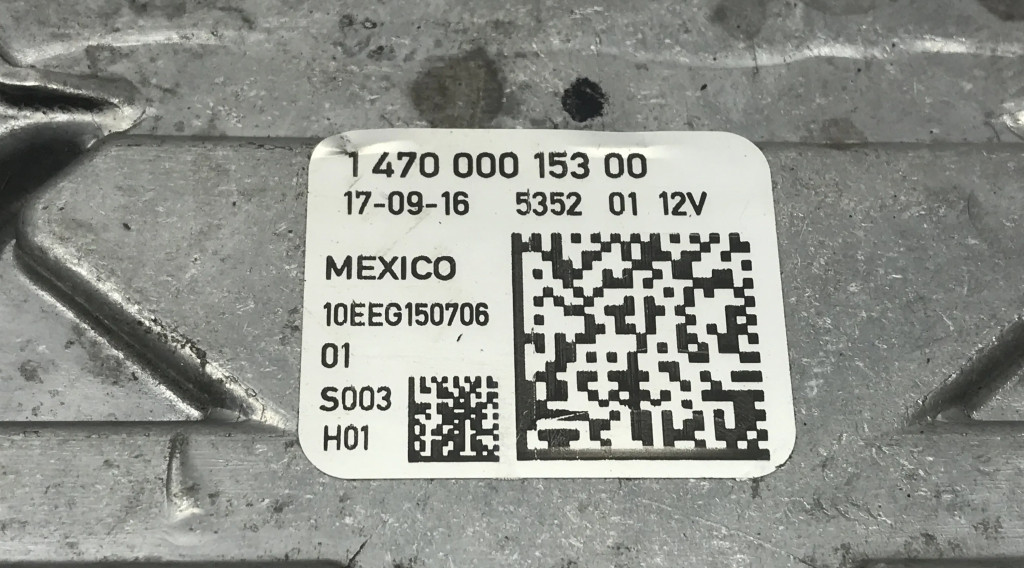 1 470 000 153 00
17-09-16 5352 01 12V
MEXICO
10EEG150706
01
S003
H01